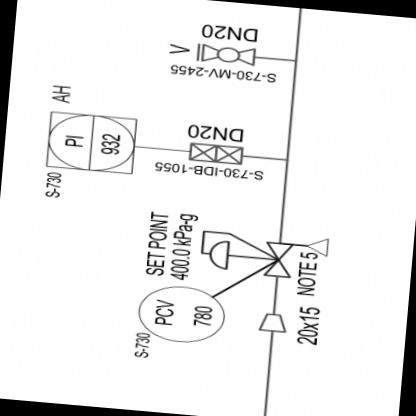 DN20
V
S-730-MV-2455
AH
PI
932
S-730
DN20
S-730-IDB-1055
SET POINT
400.0 kPa-g
PCV
780
S-730
NOTE 5
20x15